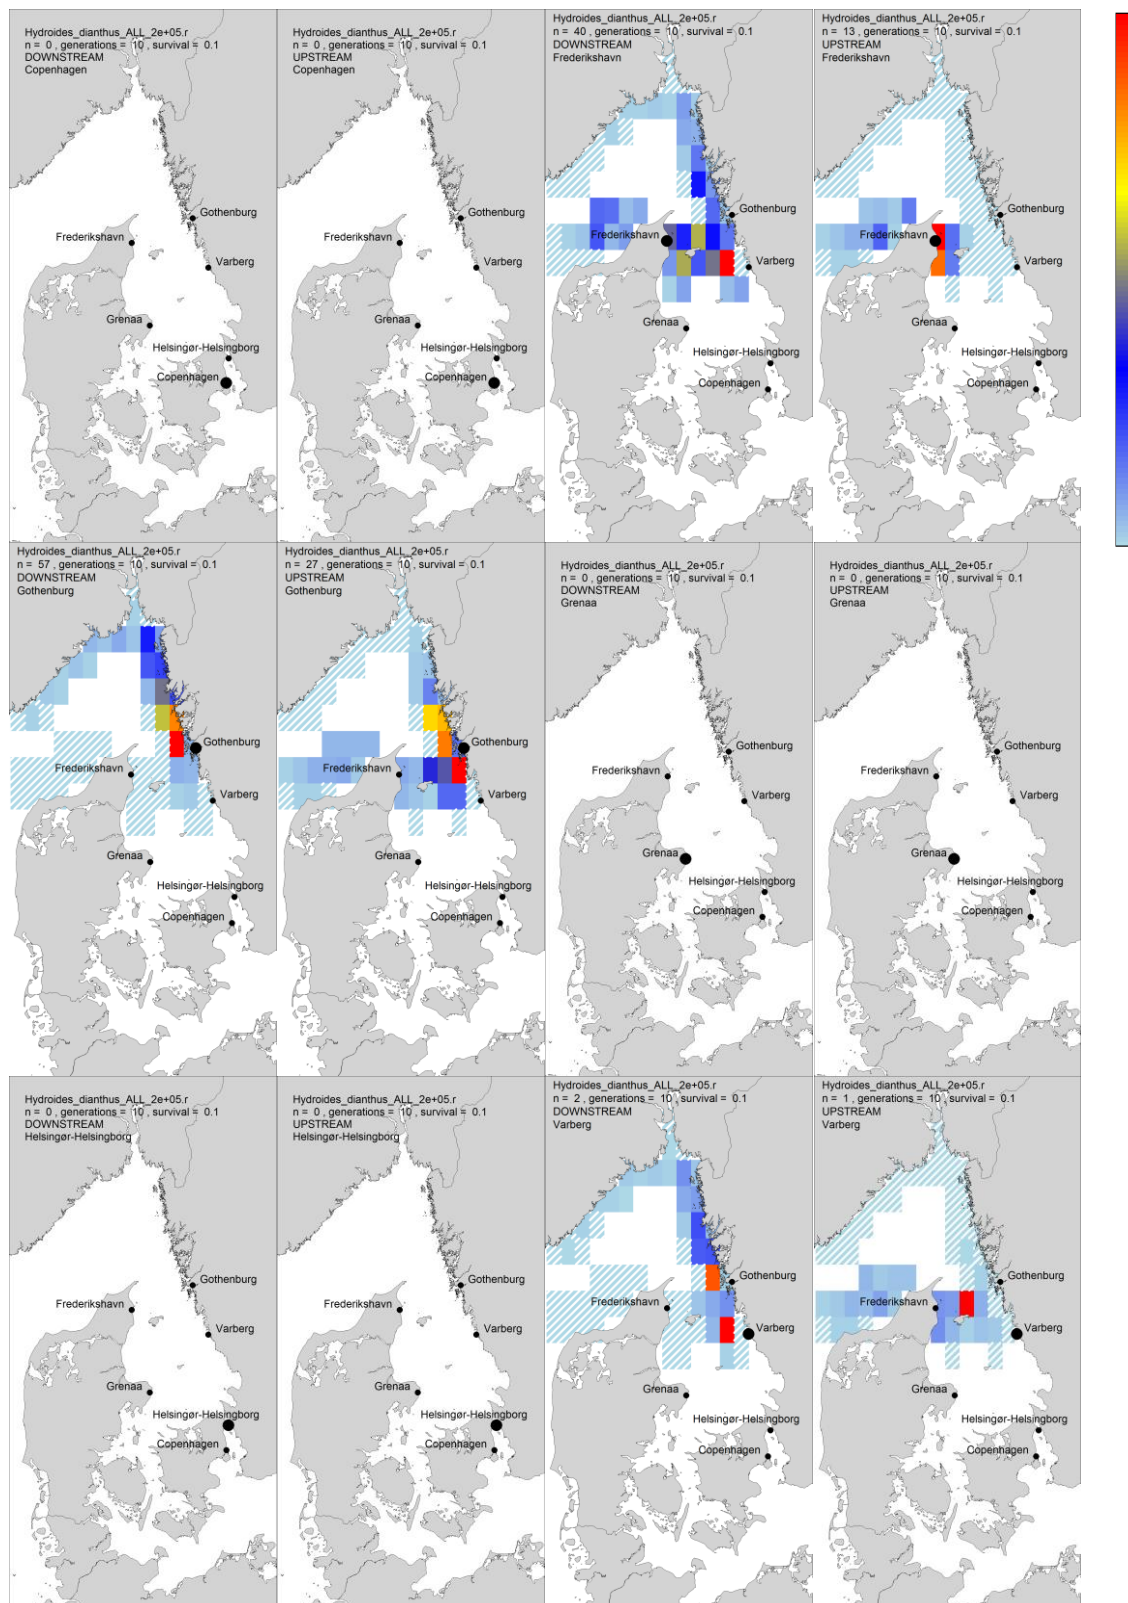 Hydroides_dianthus_ALL_2e+05.r
n = 0 , generations = 10 , survival = 0.1
DOWNSTREAM
Copenhagen
Gothenburg
Frederikshavn
Varberg
Grenaa
Helsingør-Helsingborg
Copenhagen
Hydroides_dianthus_ALL_2e+05.r
n = 0 , generations = 10 , survival = 0.1
UPSTREAM
Copenhagen
Gothenburg
Frederikshavn
Varberg
Grenaa
Helsingør-Helsingborg
Copenhagen
Hydroides_dianthus_ALL_2e+05.r
n = 40 , generations = 10 , survival = 0.1
DOWNSTREAM
Frederikshavn
Gothenburg
Frederikshavn
Varberg
Grenaa
Helsingør-Helsingborg
Copenhagen
Hydroides_dianthus_ALL_2e+05.r
n = 13 , generations = 10 , survival = 0.1
UPSTREAM
Frederikshavn
Gothenburg
Frederikshavn
Varberg
Grenaa
Helsingør-Helsingborg
Copenhagen
Hydroides_dianthus_ALL_2e+05.r
n = 57 , generations = 10 , survival = 0.1
DOWNSTREAM
Gothenburg
Gothenburg
Frederikshavn
Varberg
Grenaa
Helsingør-Helsingborg
Copenhagen
Hydroides_dianthus_ALL_2e+05.r
n = 27 , generations = 10 , survival = 0.1
UPSTREAM
Gothenburg
Gothenburg
Frederikshavn
Varberg
Grenaa
Helsingør-Helsingborg
Copenhagen
Hydroides_dianthus_ALL_2e+05.r
n = 0 , generations = 10 , survival = 0.1
DOWNSTREAM
Grenaa
Gothenburg
Frederikshavn
Varberg
Grenaa
Helsingør-Helsingborg
Copenhagen
Hydroides_dianthus_ALL_2e+05.r
n = 0 , generations = 10 , survival = 0.1
UPSTREAM
Grenaa
Gothenburg
Frederikshavn
Varberg
Grenaa
Helsingør-Helsingborg
Copenhagen
Hydroides_dianthus_ALL_2e+05.r
n = 0 , generations = 10 , survival = 0.1
DOWNSTREAM
Helsingør-Helsingborg
Gothenburg
Frederikshavn
Varberg
Grenaa
Helsingør-Helsingborg
Copenhagen
Hydroides_dianthus_ALL_2e+05.r
n = 0 , generations = 10 , survival = 0.1
UPSTREAM
Helsingør-Helsingborg
Gothenburg
Frederikshavn
Varberg
Grenaa
Helsingør-Helsingborg
Copenhagen
Hydroides_dianthus_ALL_2e+05.r
n = 2 , generations = 10 , survival = 0.1
DOWNSTREAM
Varberg
Gothenburg
Frederikshavn
Varberg
Grenaa
Helsingør-Helsingborg
Copenhagen
Hydroides_dianthus_ALL_2e+05.r
n = 1 , generations = 10 , survival = 0.1
UPSTREAM
Varberg
Gothenburg
Frederikshavn
Varberg
Grenaa
Helsingør-Helsingborg
Copenhagen